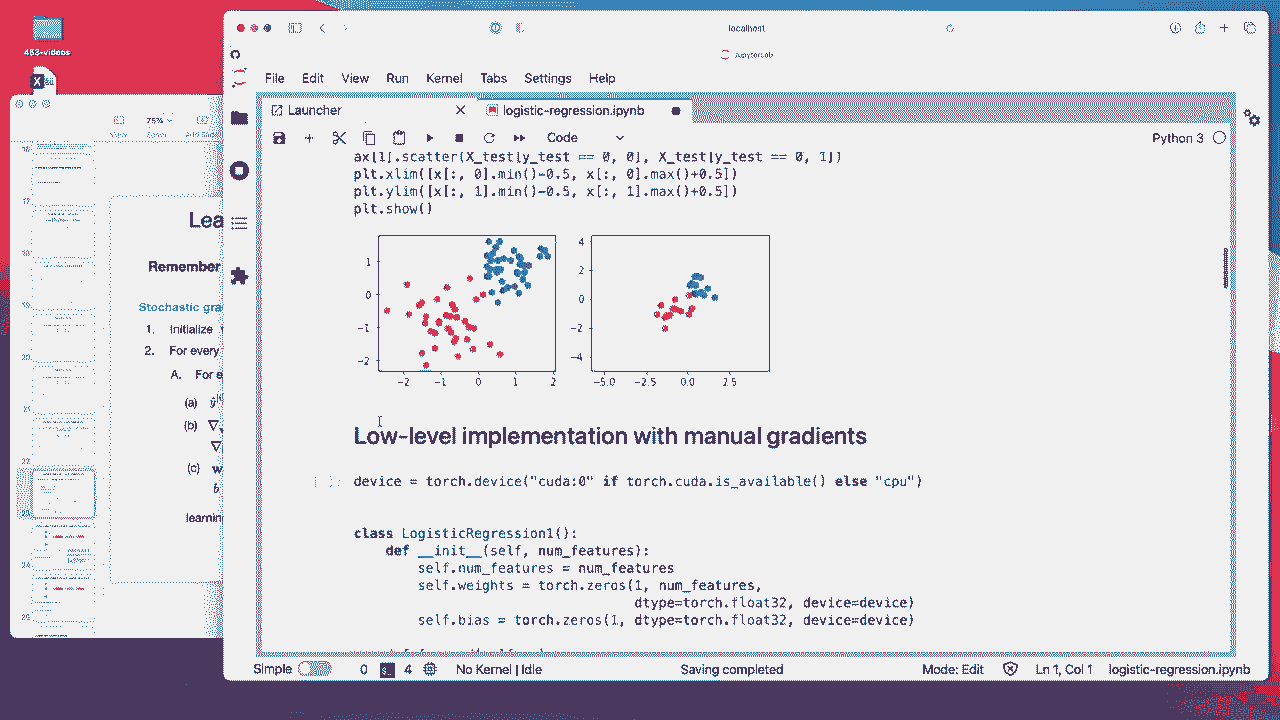 453-videos
localhost
JupyterLab
File Edit View Run Kernel Tabs Settings Help
Launcher
logistic-regression.ipynb
75%
Code
Python 3
ax[1].scatter(X_test[y_test == 0, 0], X_test[y_test == 0, 1])
plt.xlim([x[:, 0].min()-0.5, x[:, 0].max()+0.5])
plt.ylim([x[:, 1].min()-0.5, x[:, 1].max()+0.5])
plt.show()
1
0
−1
−2
−2 −1 0 1 2
4
2
0
−2
−4
−5.0 −2.5 0.0 2.5
Low-level implementation with manual gradients
[ ]: device = torch.device("cuda:0" if torch.cuda.is_available() else "cpu")
class LogisticRegression1():
def __init__(self, num_features):
self.num_features = num_features
self.weights = torch.zeros(1, num_features,
dtype=torch.float32, device=device)
self.bias = torch.zeros(1, dtype=torch.float32, device=device)
Lea
Remember
Stochastic gra
1. Initialize
2. For every
A. For e
(a) ŷ
(b) ∇
∇
(c) w
b
learnin
Simple 0 4 No Kernel | Idle Saving completed Mode: Edit Ln 1, Col 1 logistic-regression.ipynb